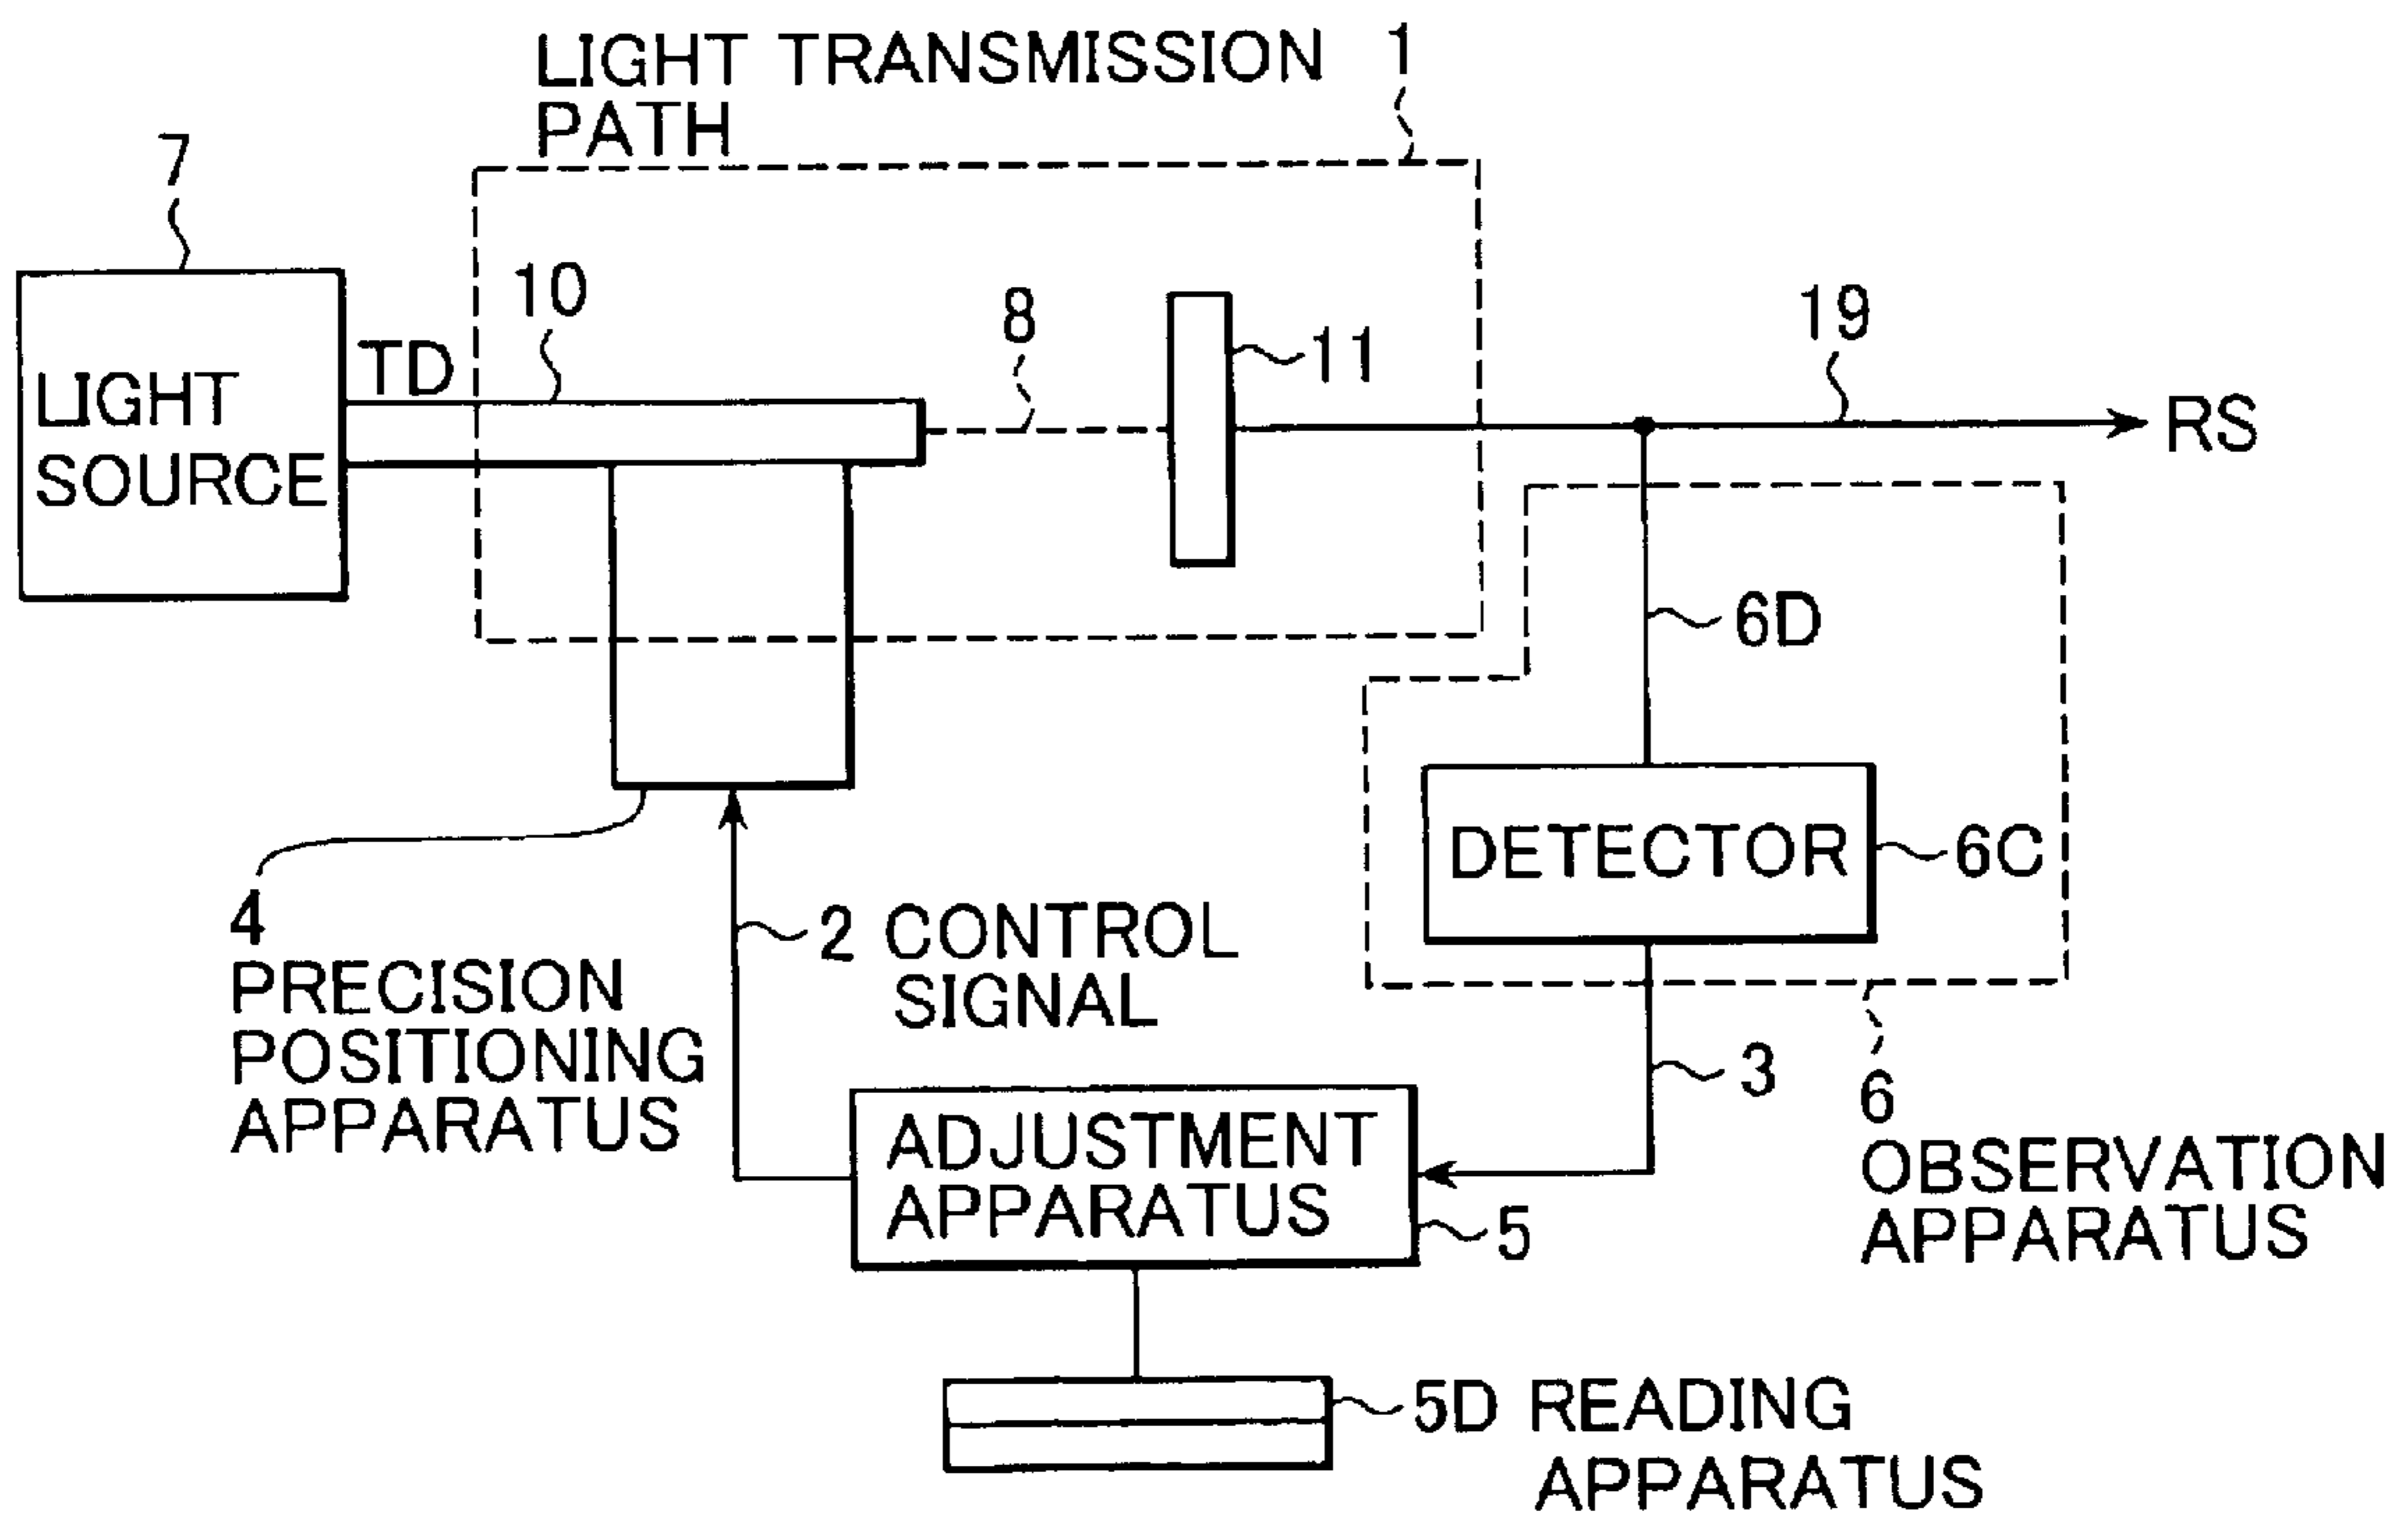 LIGHT TRANSMISSION
PATH
1
7
LIGHT
SOURCE
TD
10
8
11
19
RS
6D
DETECTOR
6C
4
PRECISION
POSITIONING
APPARATUS
2 CONTROL
SIGNAL
3
6
OBSERVATION
APPARATUS
ADJUSTMENT
APPARATUS
5
5D READING
APPARATUS